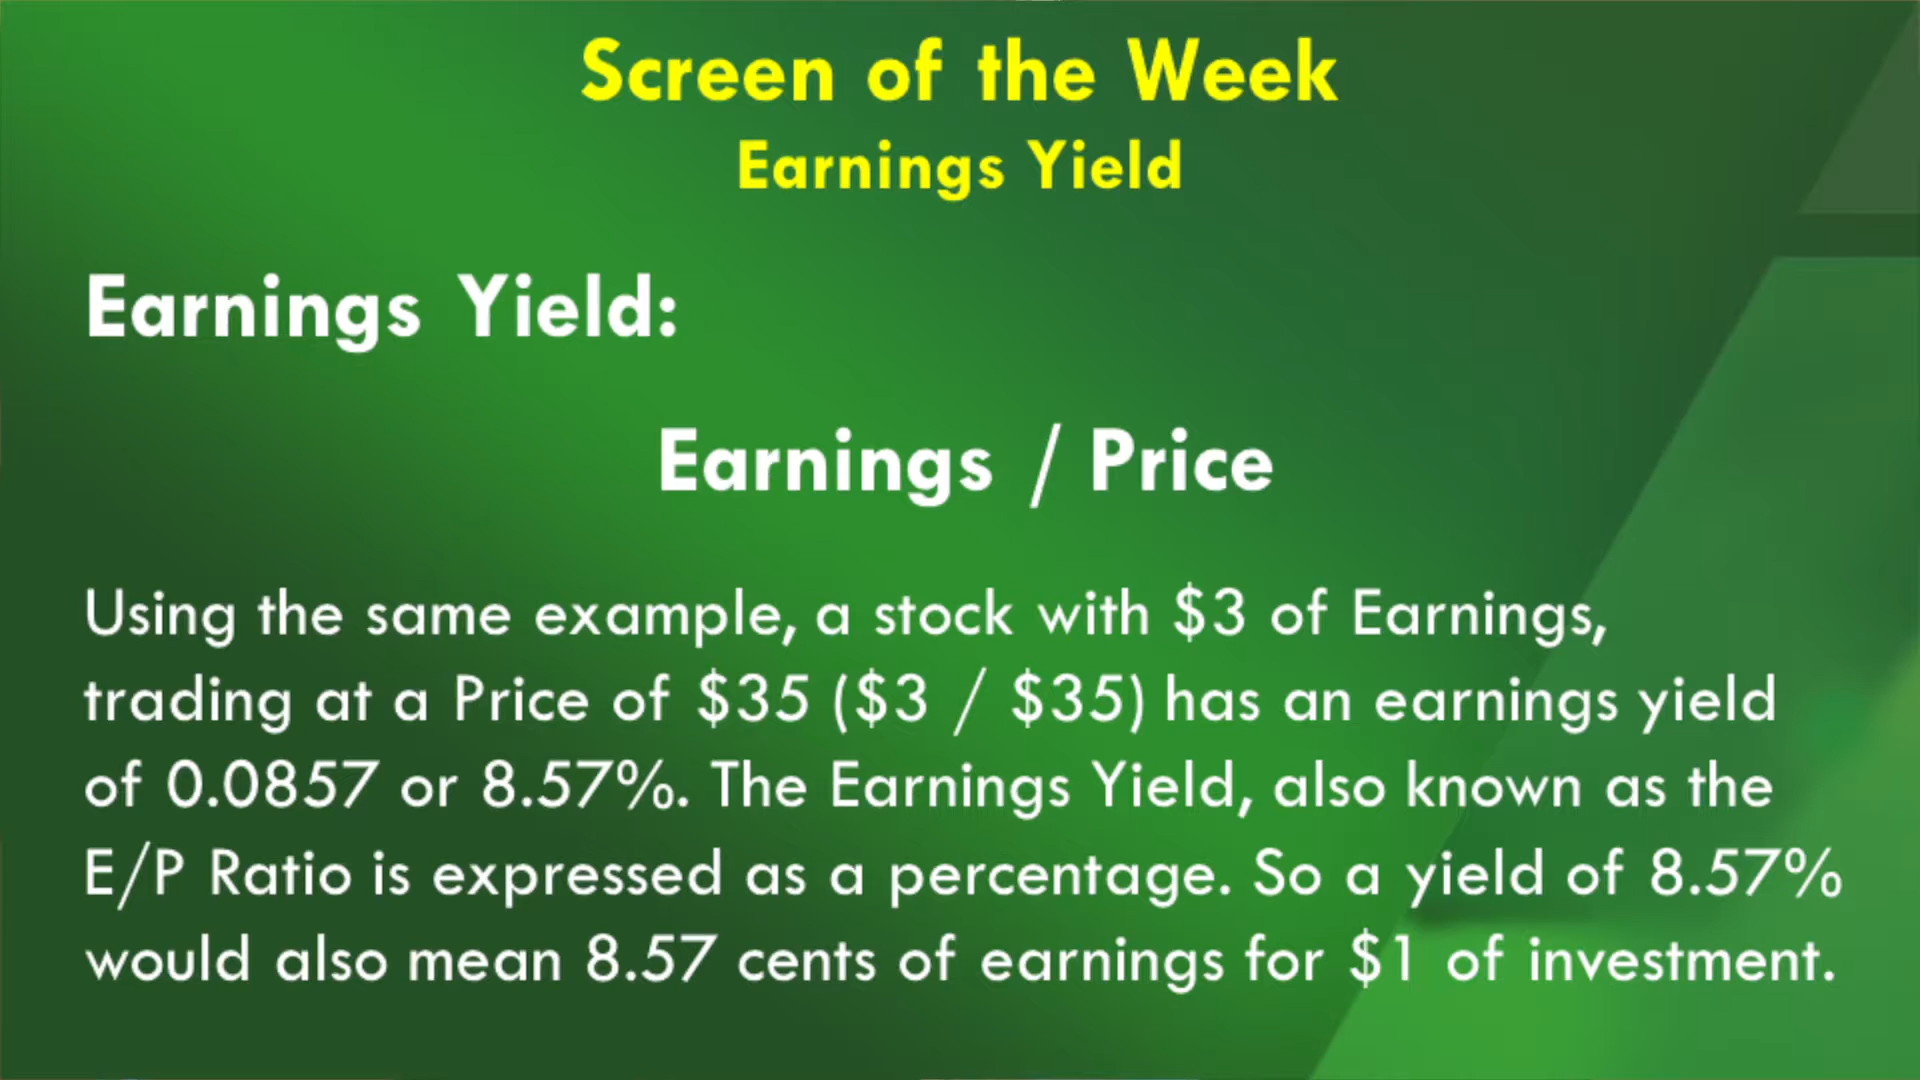 Screen of the Week
Earnings Yield
Earnings Yield:
Earnings / Price
Using the same example, a stock with $3 of Earnings,
trading at a Price of $35 ($3 / $35) has an earnings yield
of 0.0857 or 8.57%. The Earnings Yield, also known as the
E/P Ratio is expressed as a percentage. So a yield of 8.57%
would also mean 8.57 cents of earnings for $1 of investment.